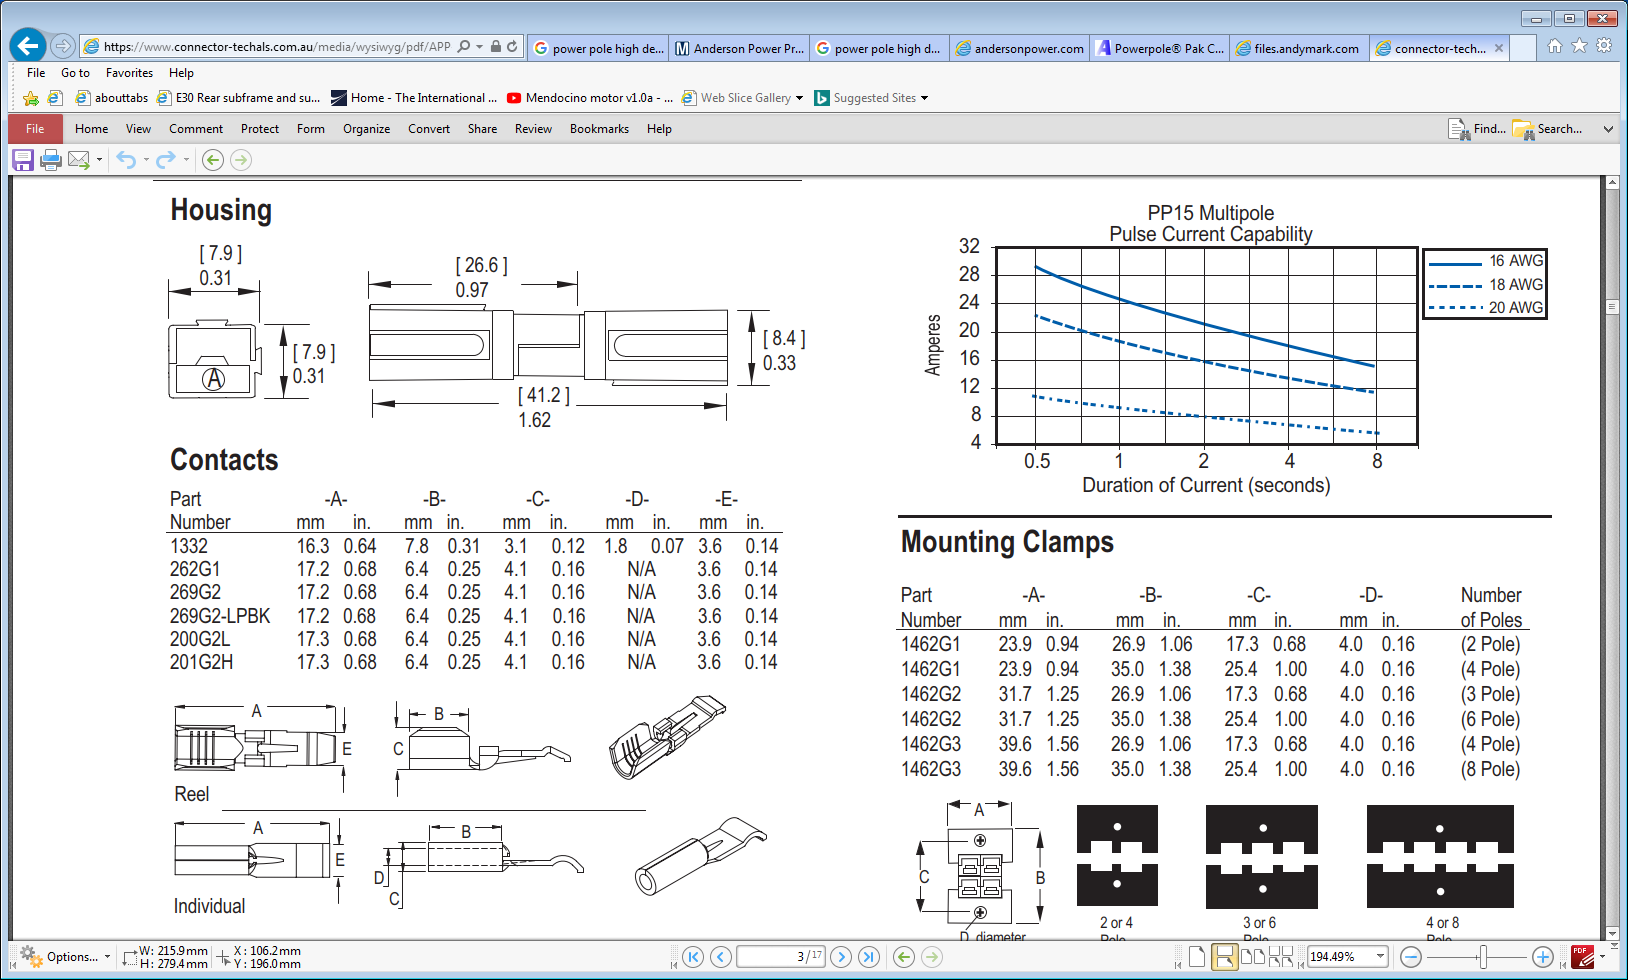 https://www.connector-techals.com.au/media/wysiwyg/pdf/APP
power pole high de...
Anderson Power Pr...
power pole high d...
andersonpower.com
Powerpole® Pak C...
files.andymark.com
connector-tech...
File Go to Favorites Help
abouttabs
E30 Rear subframe and su...
Home - The International ...
Mendocino motor v1.0a - ...
Web Slice Gallery
Suggested Sites
File Home View Comment Protect Form Organize Convert Share Review Bookmarks Help
Find... Search...
Housing
[ 7.9 ]
0.31
[ 26.6 ]
0.97
[ 7.9 ]
0.31
A
[ 8.4 ]
0.33
[ 41.2 ]
1.62
PP15 Multipole
Pulse Current Capability
32
28
24
20
16
12
8
4
Amperes
0.5 1 2 4 8
Duration of Current (seconds)
16 AWG
18 AWG
20 AWG
Contacts
Part -A- -B- -C- -D- -E-
Number mm in. mm in. mm in. mm in. mm in.
1332 16.3 0.64 7.8 0.31 3.1 0.12 1.8 0.07 3.6 0.14
262G1 17.2 0.68 6.4 0.25 4.1 0.16 N/A 3.6 0.14
269G2 17.2 0.68 6.4 0.25 4.1 0.16 N/A 3.6 0.14
269G2-LPBK 17.2 0.68 6.4 0.25 4.1 0.16 N/A 3.6 0.14
200G2L 17.3 0.68 6.4 0.25 4.1 0.16 N/A 3.6 0.14
201G2H 17.3 0.68 6.4 0.25 4.1 0.16 N/A 3.6 0.14
A
B
C
E
Reel
A
B
E
D
C
Individual
Mounting Clamps
Part -A- -B- -C- -D- Number
Number mm in. mm in. mm in. mm in. of Poles
1462G1 23.9 0.94 26.9 1.06 17.3 0.68 4.0 0.16 (2 Pole)
1462G1 23.9 0.94 35.0 1.38 25.4 1.00 4.0 0.16 (4 Pole)
1462G2 31.7 1.25 26.9 1.06 17.3 0.68 4.0 0.16 (3 Pole)
1462G2 31.7 1.25 35.0 1.38 25.4 1.00 4.0 0.16 (6 Pole)
1462G3 39.6 1.56 26.9 1.06 17.3 0.68 4.0 0.16 (4 Pole)
1462G3 39.6 1.56 35.0 1.38 25.4 1.00 4.0 0.16 (8 Pole)
A
C
B
D diameter
2 or 4
Pole
3 or 6
Pole
4 or 8
Pole
Options...
W: 215.9 mm
H: 279.4 mm
X : 106.2 mm
Y : 196.0 mm
3 / 17
194.49%
PDF